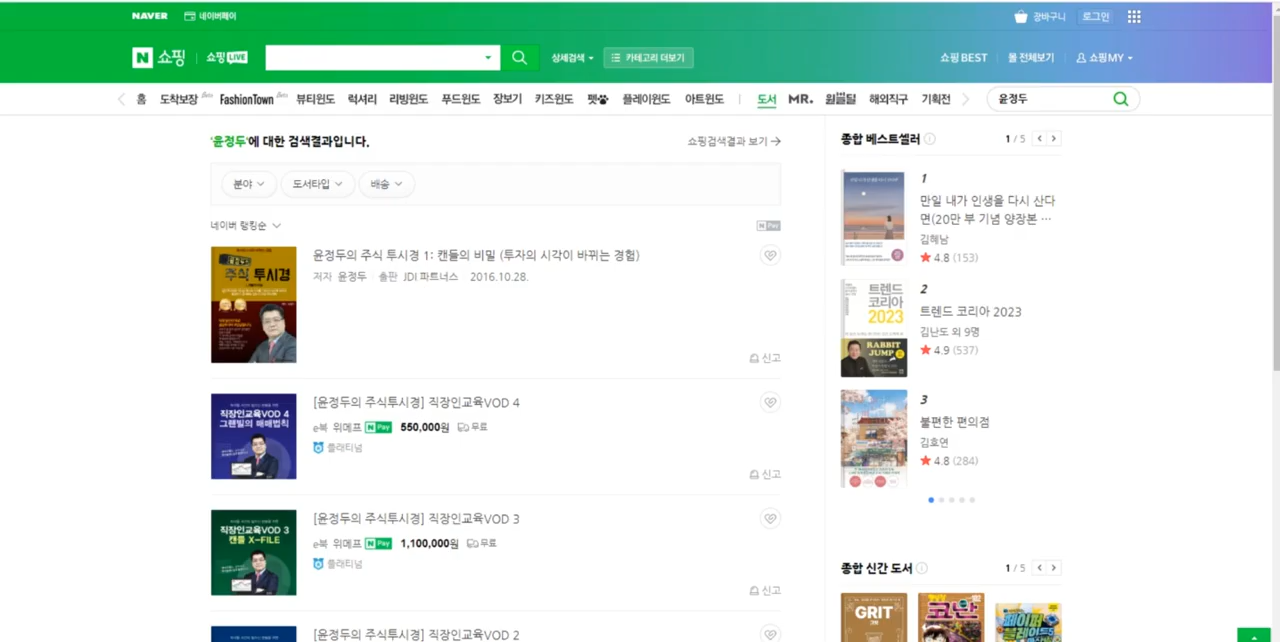 NAVER 네이버페이 장바구니 로그인
N 쇼핑 쇼핑LIVE 상세검색 카테고리 더보기 쇼핑BEST 몰 전체보기 쇼핑MY
홈 도착보장 FashionTown 뷰티윈도 럭셔리 리빙윈도 푸드윈도 장보기 키즈윈도 펫 플레이윈도 아트윈도 도서 MR. 원쁠딜 해외직구 기획전 윤정두
'윤정두'에 대한 검색결과입니다. 쇼핑검색결과 보기
분야 도서타입 배송
네이버 랭킹순 N Pay
윤정두의 주식 투시경 1: 캔들의 비밀 (투자의 시각이 바뀌는 경험)
저자 윤정두 출판 JDI 파트너스 2016.10.28.
윤정두의
주식 투시경
신고
[윤정두의 주식투시경] 직장인교육VOD 4
e북 위메프 N Pay 550,000원 무료
플래티넘
직장인교육VOD 4
그랜빌의 매매법칙
신고
[윤정두의 주식투시경] 직장인교육VOD 3
e북 위메프 N Pay 1,100,000원 무료
플래티넘
직장인교육VOD 3
캔들 X-FILE
신고
[윤정두의 주식투시경] 직장인교육VOD 2
종합 베스트셀러 1 / 5
1
만일 내가 인생을 다시 산다
면(20만 부 기념 양장본 …
김혜남
4.8 (153)
2
트렌드 코리아 2023
김난도 외 9명
4.9 (537)
트렌드
코리아
2023
RABBIT
JUMP
3
불편한 편의점
김호연
4.8 (284)
종합 신간 도서 1 / 5
GRIT
코난
페이퍼
블레이드